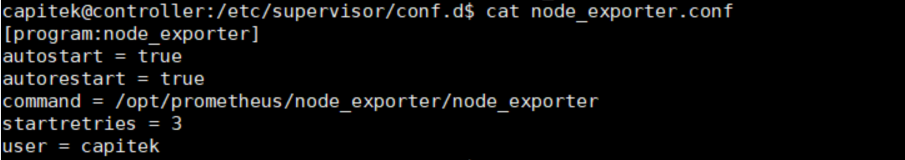 capitek@controller:/etc/supervisor/conf.d$ cat node_exporter.conf
[program:node_exporter]
autostart = true
autorestart = true
command = /opt/prometheus/node_exporter/node_exporter
startretries = 3
user = capitek